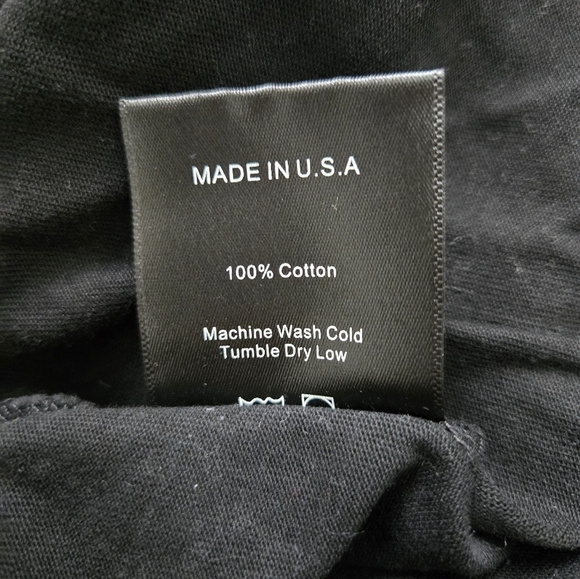 MADE IN U.S.A
100% Cotton
Machine Wash Cold
Tumble Dry Low